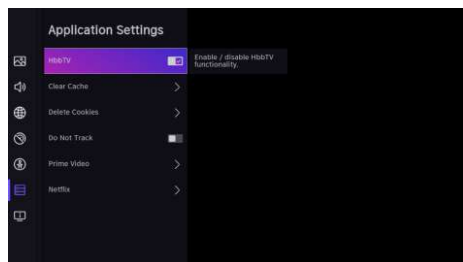 Application Settings
HbbTV
Enable / disable HbbTV
functionality.
Clear Cache
Delete Cookies
Do Not Track
Prime Video
Netflix